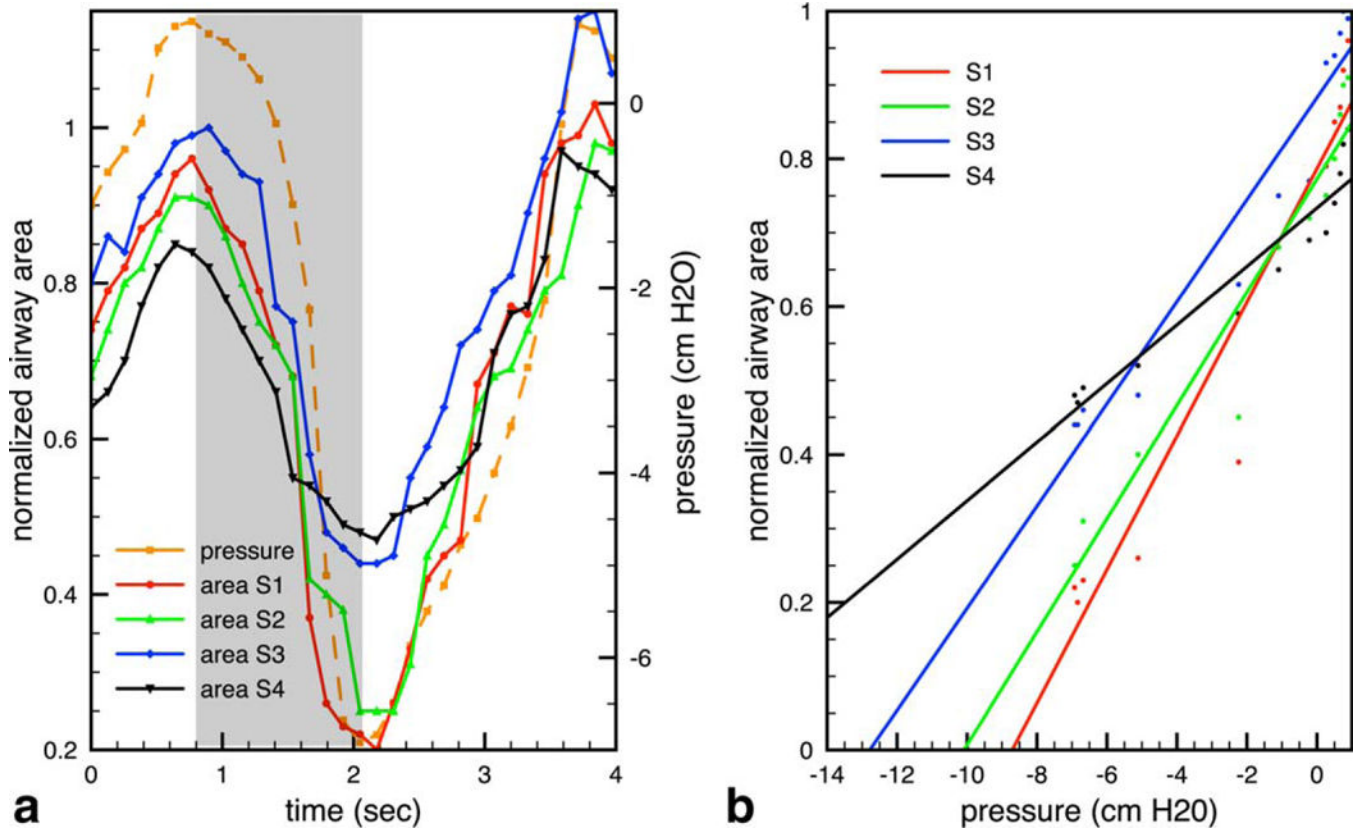 normalized airway area
1
0.8
0.6
0.4
0.2
pressure
area S1
area S2
area S3
area S4
0 1 2 3 4
time (sec)
0
-2
-4
-6
pressure (cm H2O)
a
normalized airway area
1
0.8
0.6
0.4
0.2
0
S1
S2
S3
S4
-14 -12 -10 -8 -6 -4 -2 0
pressure (cm H20)
b